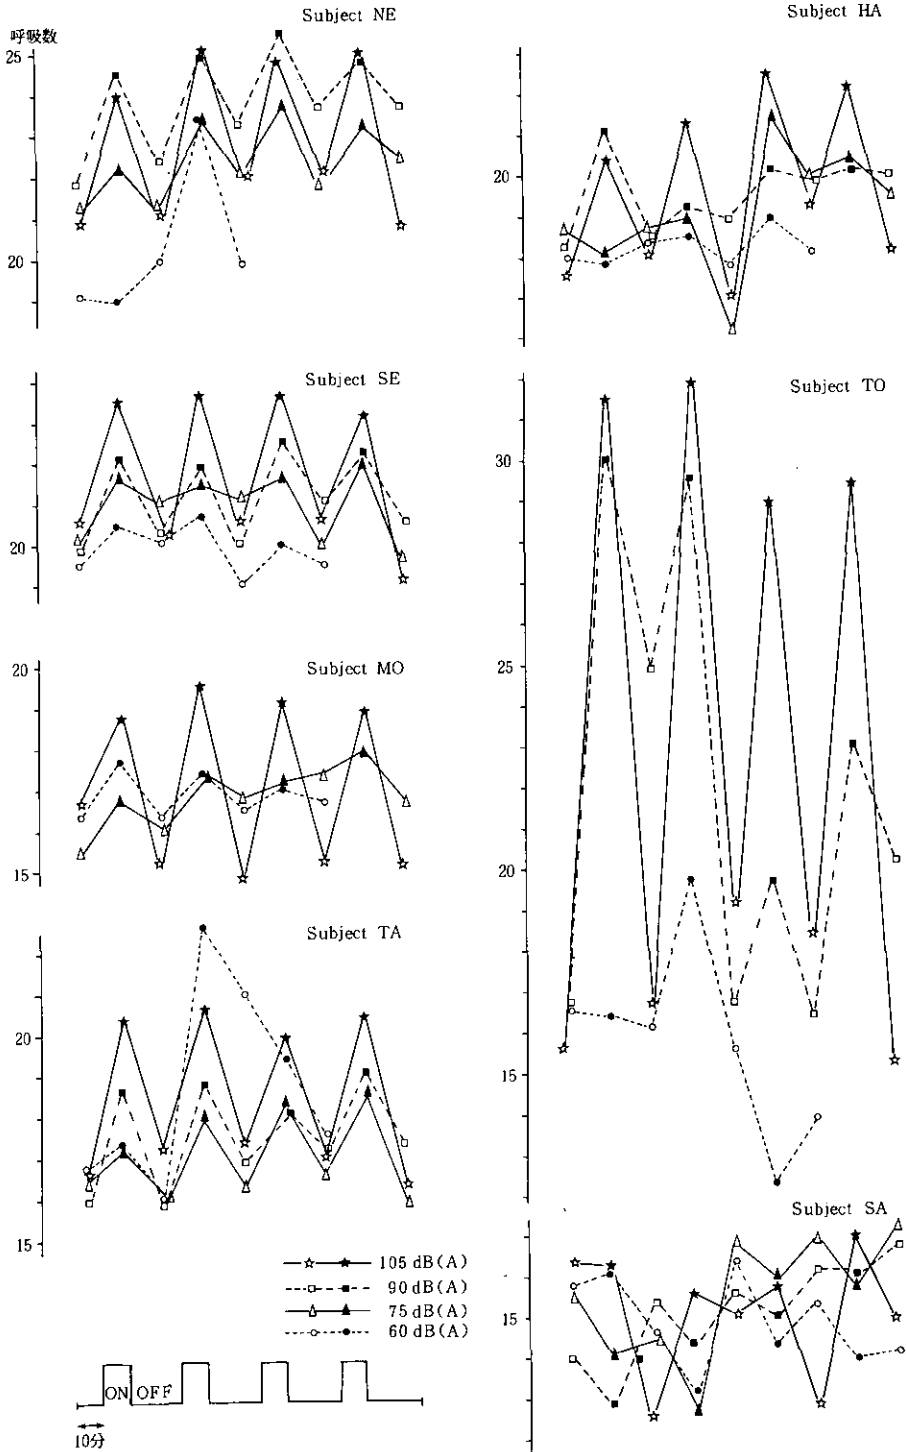 Subject NE
呼吸数
25
20
Subject HA
20
Subject SE
20
Subject TO
30
25
20
15
Subject MO
20
15
Subject TA
20
15
Subject SA
15
105 dB(A)
90 dB(A)
75 dB(A)
60 dB(A)
ON OFF
10分